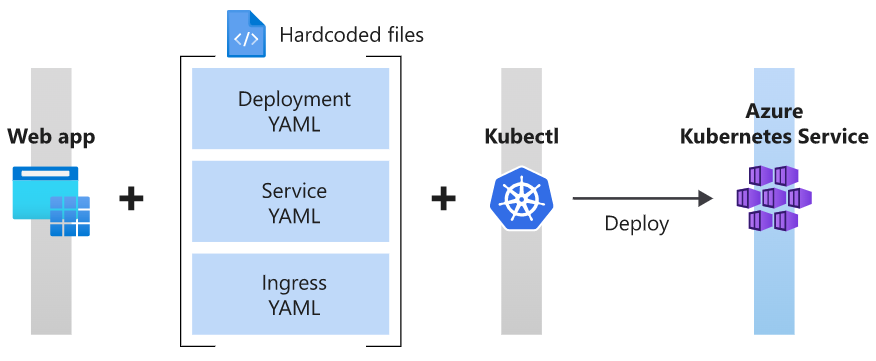 Hardcoded files
Web app
Deployment
YAML
Service
YAML
Ingress
YAML
Kubectl
Deploy
Azure
Kubernetes Service